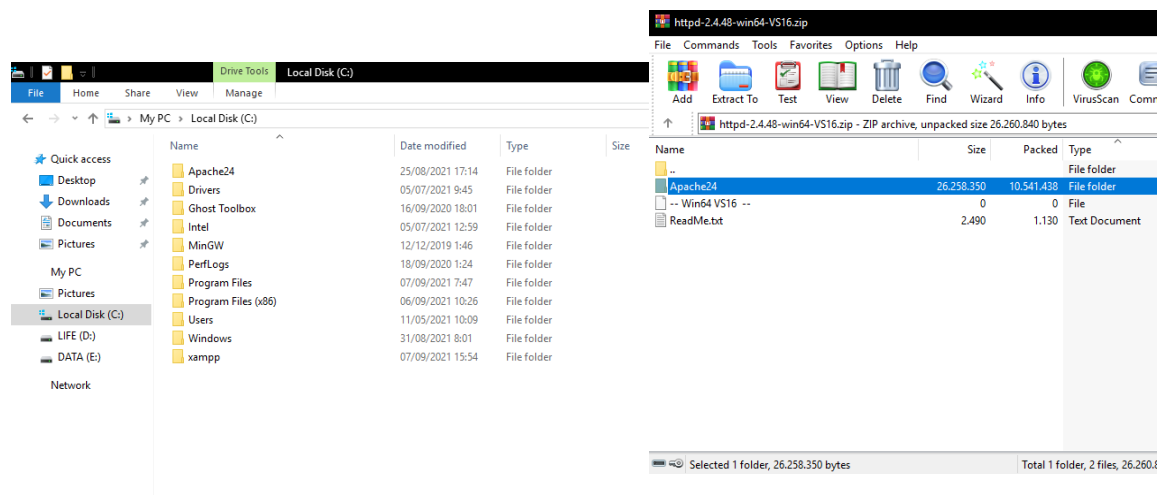 Drive Tools Local Disk (C:)
File Home Share View Manage
My PC > Local Disk (C:)
Quick access
Desktop
Downloads
Documents
Pictures
My PC
Pictures
Local Disk (C:)
LIFE (D:)
DATA (E:)
Network
Name Date modified Type Size
Apache24 25/08/2021 17:14 File folder
Drivers 05/07/2021 9:45 File folder
Ghost Toolbox 16/09/2020 18:01 File folder
Intel 05/07/2021 12:59 File folder
MinGW 12/12/2019 1:46 File folder
PerfLogs 18/09/2020 1:24 File folder
Program Files 07/09/2021 7:47 File folder
Program Files (x86) 06/09/2021 10:26 File folder
Users 11/05/2021 10:09 File folder
Windows 31/08/2021 8:01 File folder
xampp 07/09/2021 15:54 File folder
httpd-2.4.48-win64-VS16.zip
File Commands Tools Favorites Options Help
Add Extract To Test View Delete Find Wizard Info VirusScan Comm
httpd-2.4.48-win64-VS16.zip - ZIP archive, unpacked size 26.260.840 bytes
Name Size Packed Type
.. File folder
Apache24 26.258.350 10.541.438 File folder
-- Win64 VS16 -- 0 0 File
ReadMe.txt 2.490 1.130 Text Document
Selected 1 folder, 26.258.350 bytes Total 1 folder, 2 files, 26.260.8